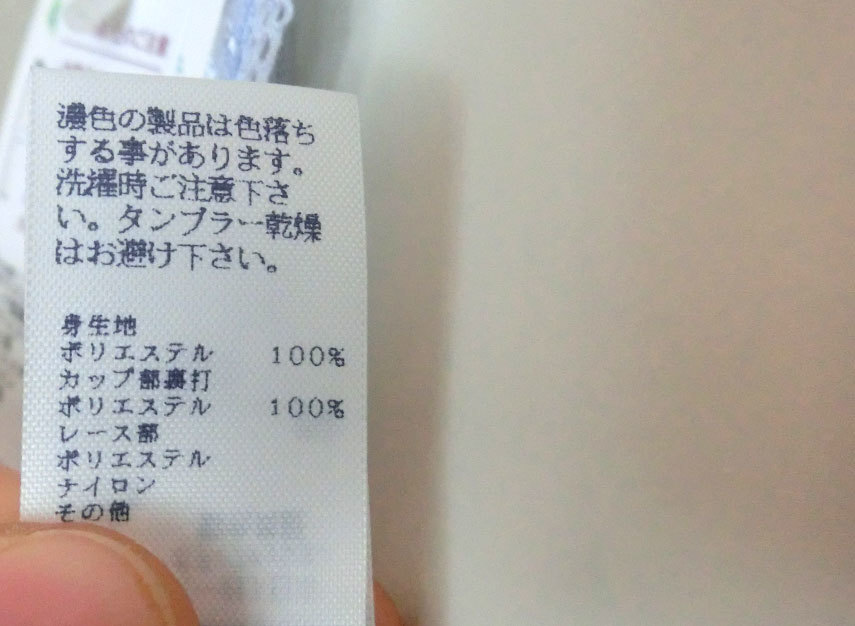 濃色の製品は色落ち
する事があります。
洗濯時ご注意下さ
い。タンブラー乾燥
はお避け下さい。
身生地
ポリエステル 100%
カップ部裏打
ポリエステル 100%
レース部
ポリエステル
ナイロン
その他